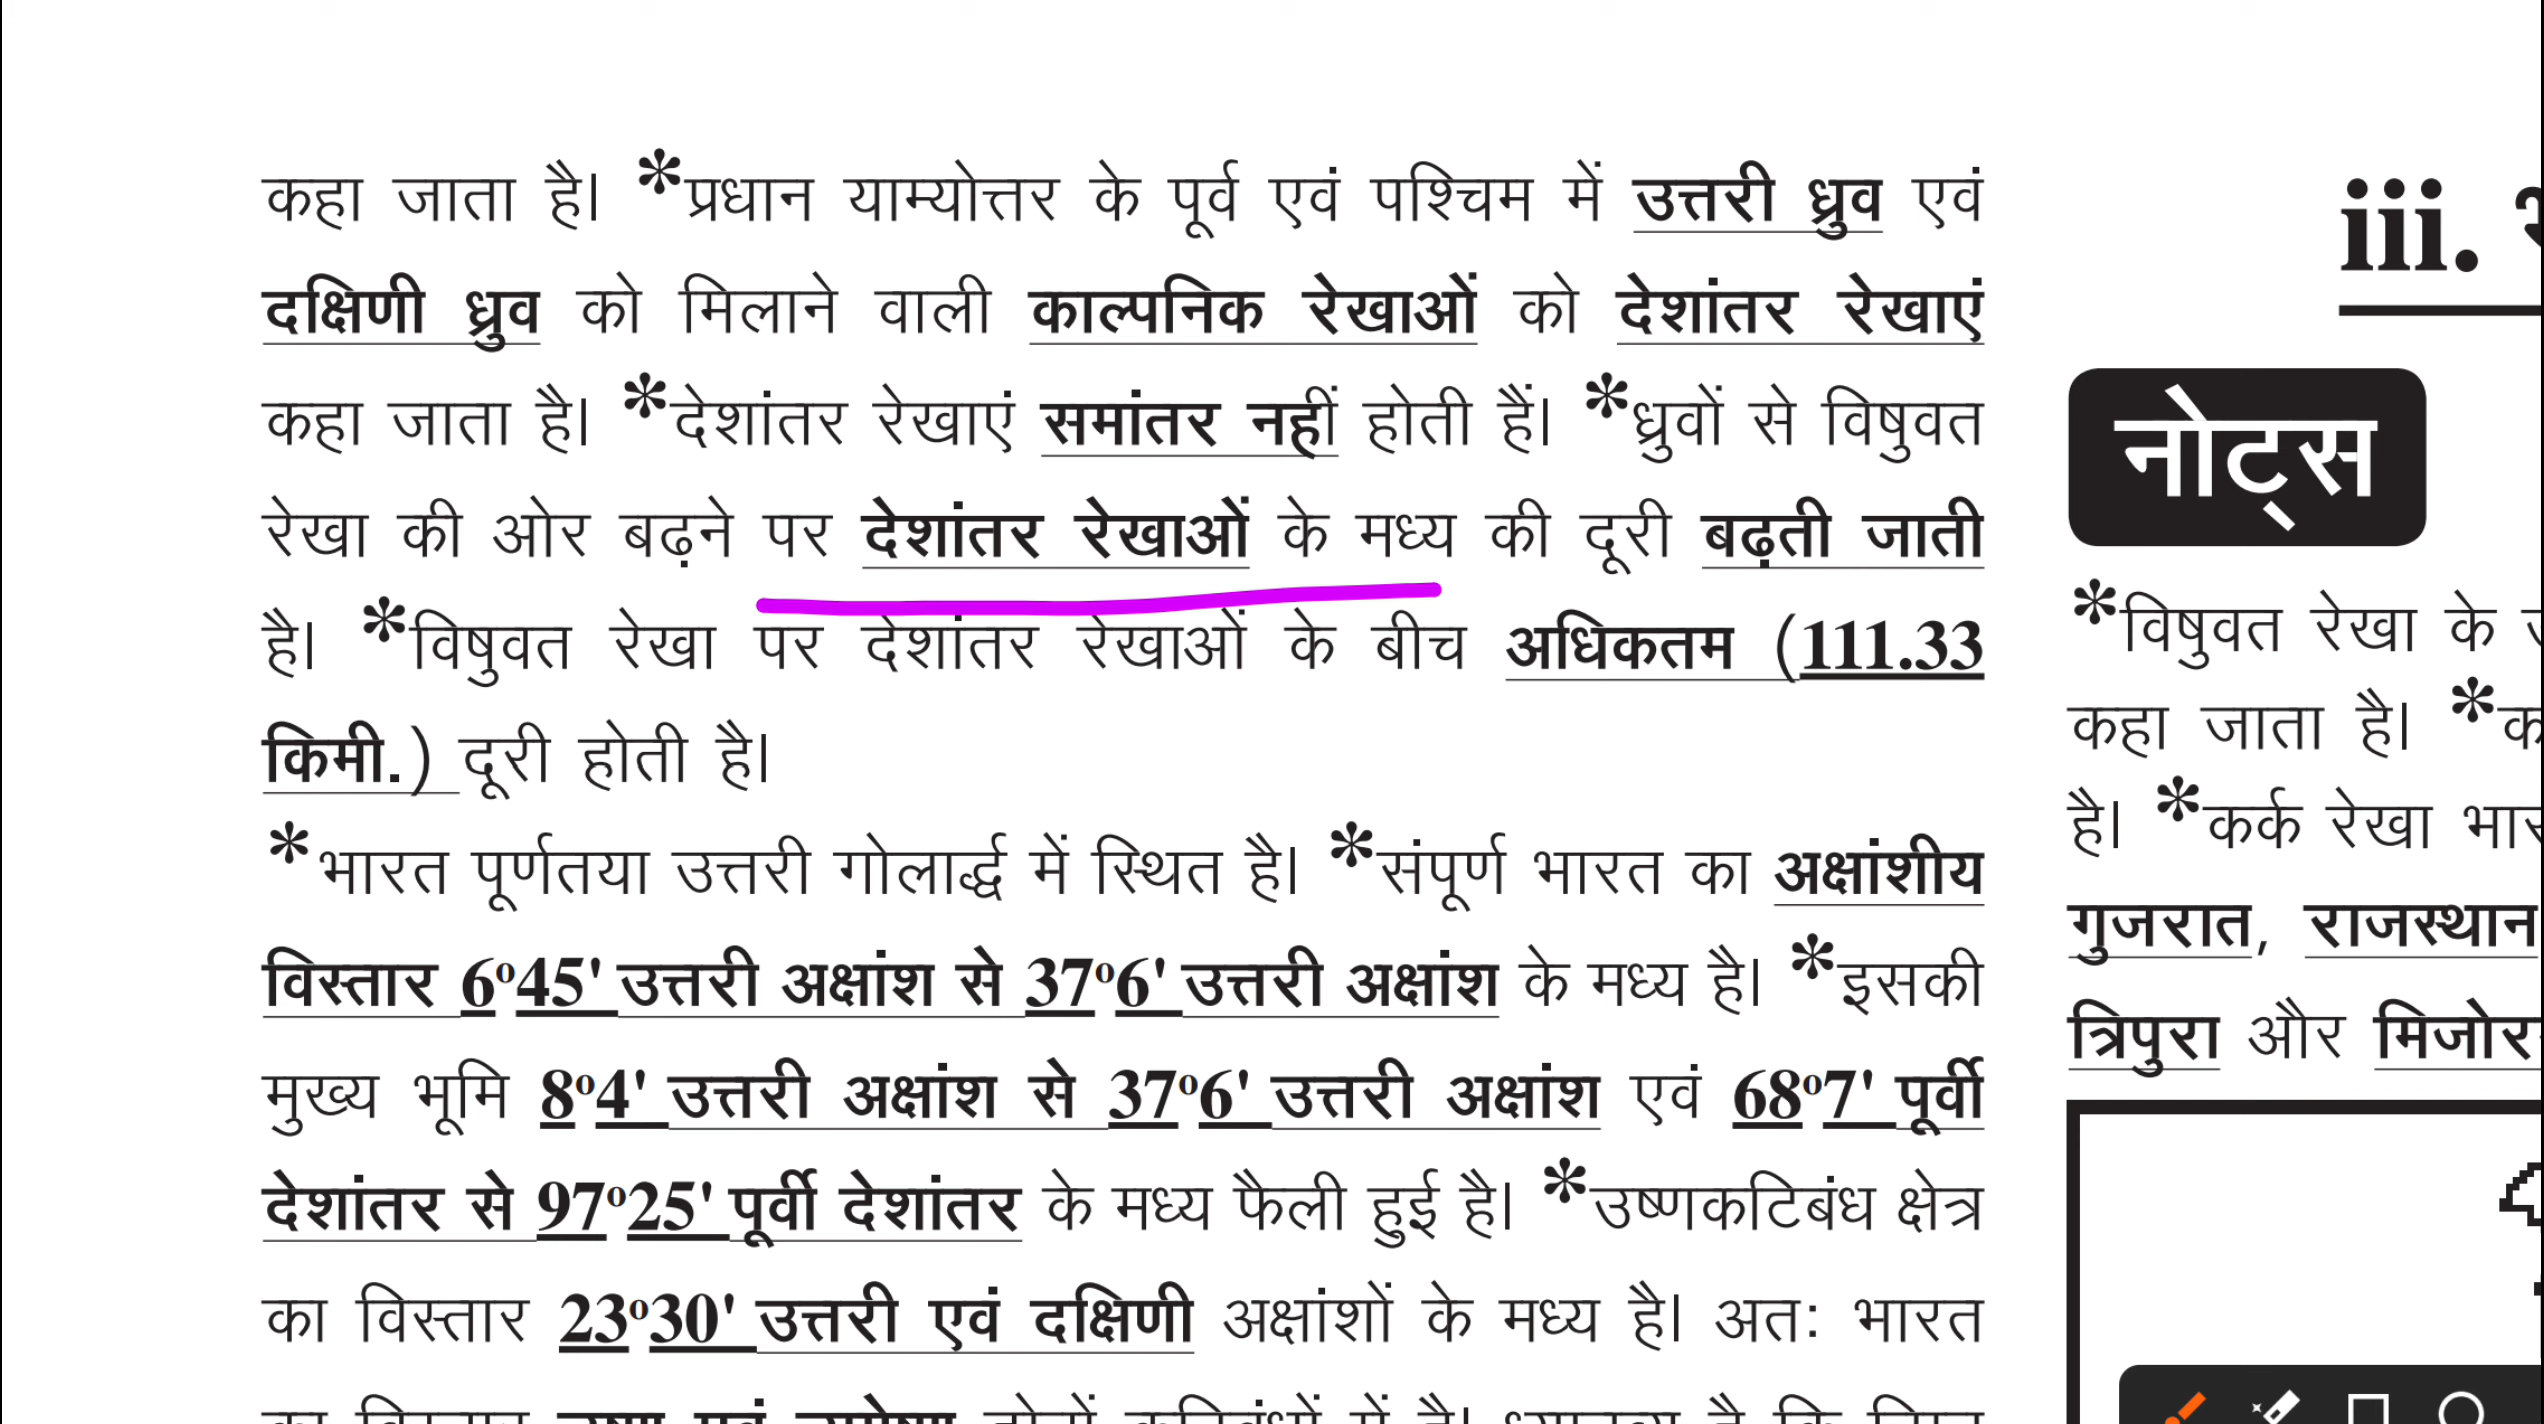 कहा जाता है। *प्रधान याम्योत्तर के पूर्व एवं पश्चिम में उत्तरी ध्रुव एवं
दक्षिणी ध्रुव को मिलाने वाली काल्पनिक रेखाओं को देशांतर रेखाएं
कहा जाता है। *देशांतर रेखाएं समांतर नहीं होती हैं। *ध्रुवों से विषुवत
रेखा की ओर बढ़ने पर देशांतर रेखाओं के मध्य की दूरी बढ़ती जाती
है। *विषुवत रेखा पर देशांतर रेखाओं के बीच अधिकतम (111.33
किमी.) दूरी होती है।
*भारत पूर्णतया उत्तरी गोलार्द्ध में स्थित है। *संपूर्ण भारत का अक्षांशीय
विस्तार 6°45' उत्तरी अक्षांश से 37°6' उत्तरी अक्षांश के मध्य है। *इसकी
मुख्य भूमि 8°4' उत्तरी अक्षांश से 37°6' उत्तरी अक्षांश एवं 68°7' पूर्वी
देशांतर से 97°25' पूर्वी देशांतर के मध्य फैली हुई है। *उष्णकटिबंध क्षेत्र
का विस्तार 23°30' उत्तरी एवं दक्षिणी अक्षांशों के मध्य है। अतः भारत
iii.
नोट्स
*विषुवत रेखा के
कहा जाता है। *
है। *कर्क रेखा
गुजरात, राजस्थान
त्रिपुरा और